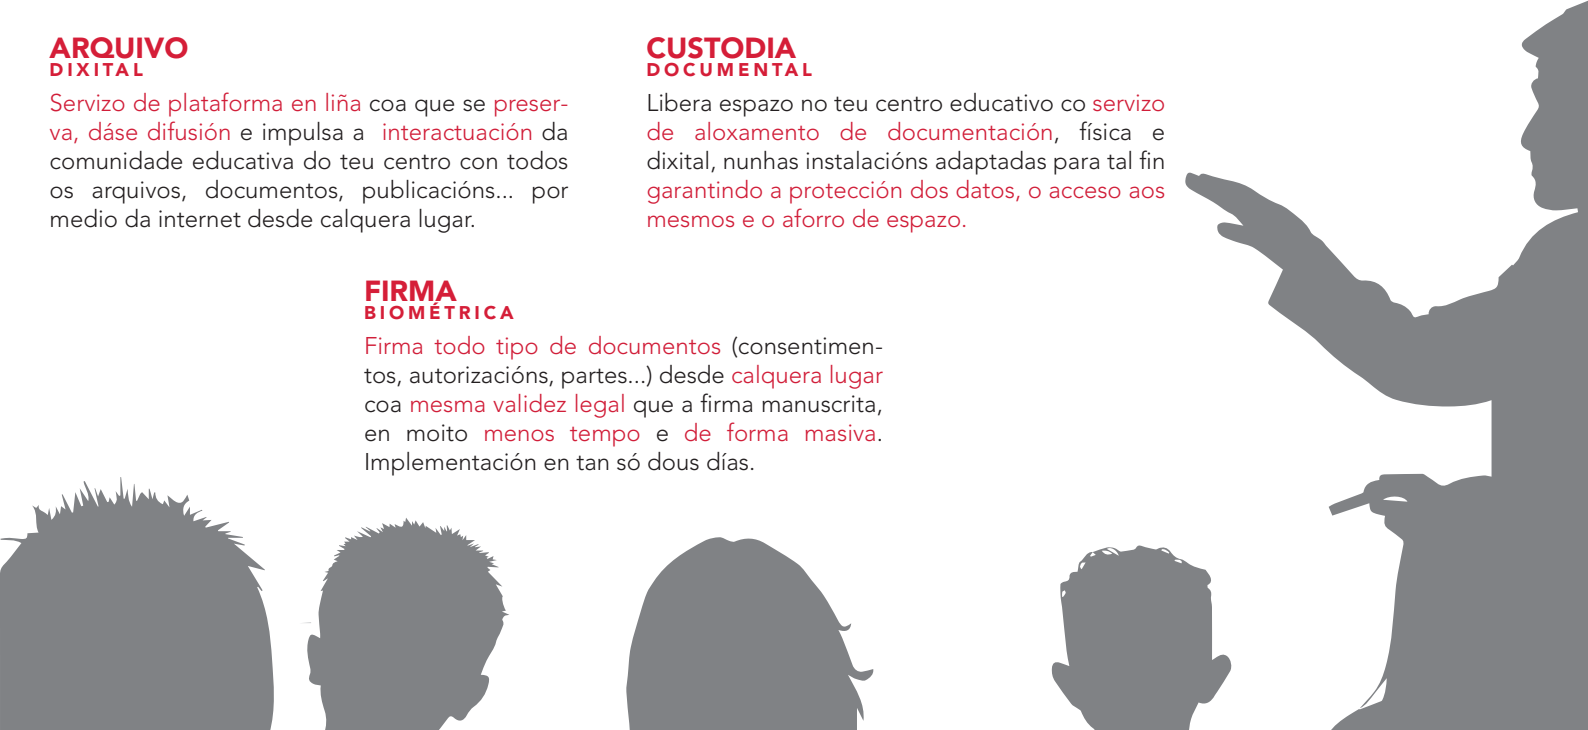 ARQUIVO
DIXITAL
Servizo de plataforma en liña coa que se preser-
va, dáse difusión e impulsa a interactuación da
comunidade educativa do teu centro con todos
os arquivos, documentos, publicacións... por
medio da internet desde calquera lugar.
CUSTODIA
DOCUMENTAL
Libera espazo no teu centro educativo co servizo
de aloxamento de documentación, física e
dixital, nunhas instalacións adaptadas para tal fin
garantindo a protección dos datos, o acceso aos
mesmos e o aforro de espazo.
FIRMA
BIOMÉTRICA
Firma todo tipo de documentos (consentimen-
tos, autorizacións, partes...) desde calquera lugar
coa mesma validez legal que a firma manuscrita,
en moito menos tempo e de forma masiva.
Implementación en tan só dous días.